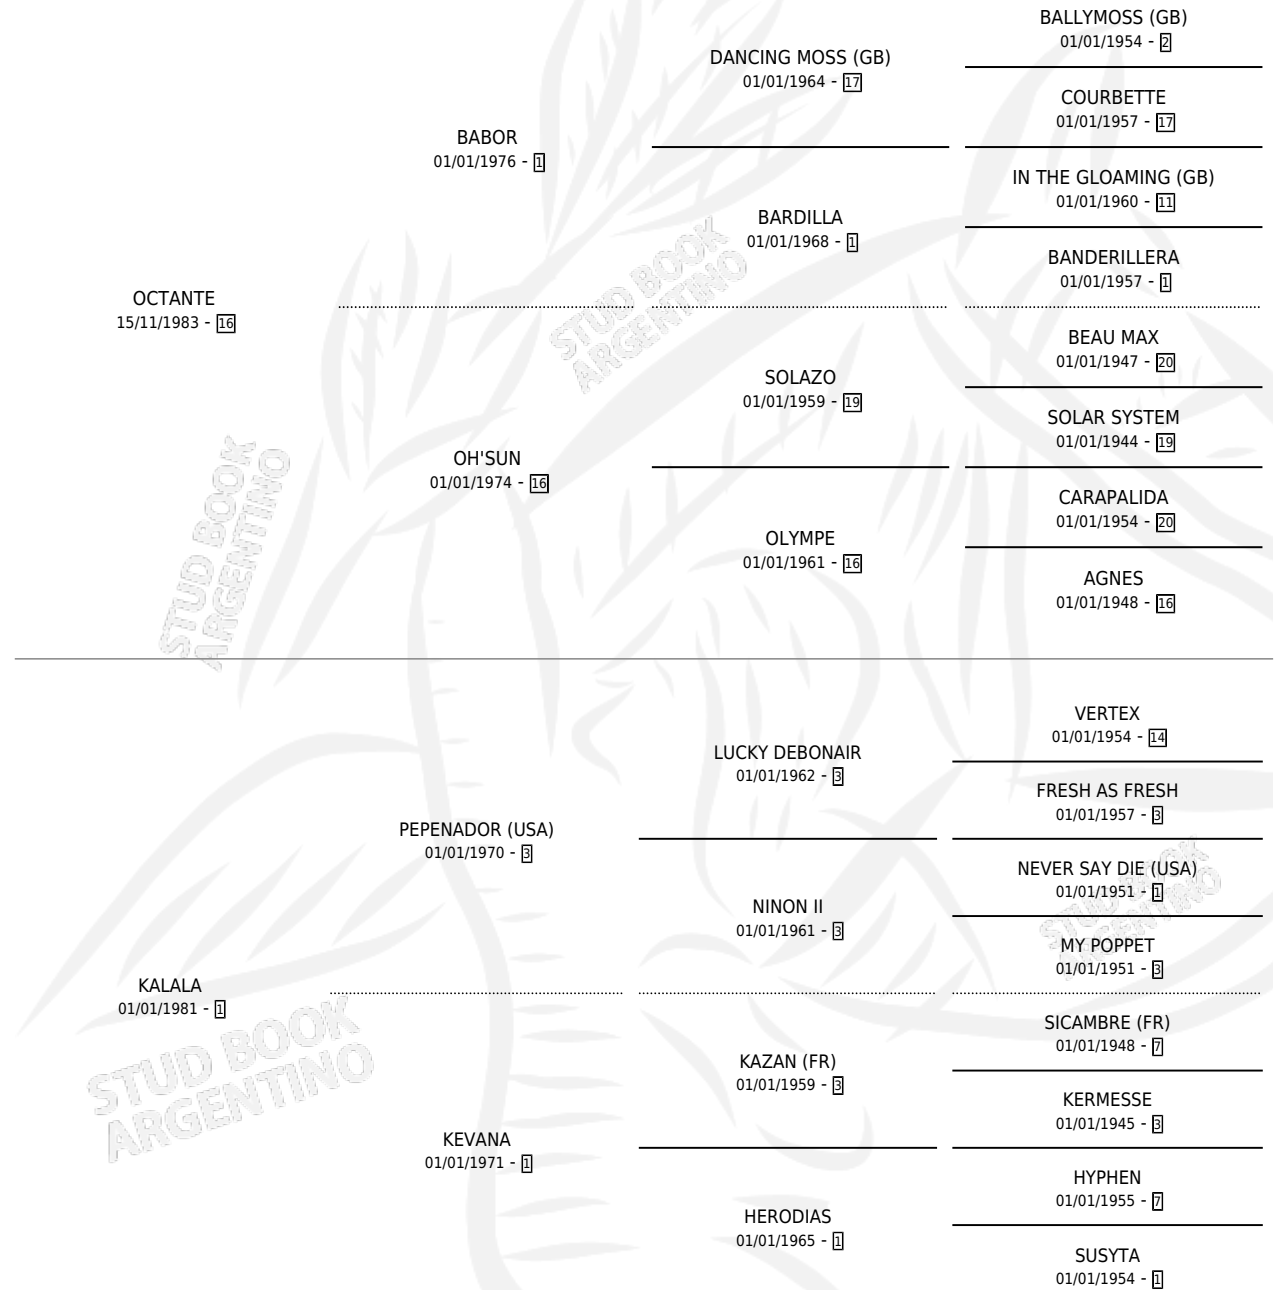 BALLYMOSS (GB)
01/01/1954 - 2
DANCING MOSS (GB)
01/01/1964 - 17
COURBETTE
01/01/1957 - 17
BABOR
01/01/1976 - 1
IN THE GLOAMING (GB)
01/01/1960 - 11
BARDILLA
01/01/1968 - 1
BANDERILLERA
01/01/1957 - 1
OCTANTE
15/11/1983 - 16
BEAU MAX
01/01/1947 - 20
SOLAZO
01/01/1959 - 19
SOLAR SYSTEM
01/01/1944 - 19
OH'SUN
01/01/1974 - 16
CARAPALIDA
01/01/1954 - 20
OLYMPE
01/01/1961 - 16
AGNES
01/01/1948 - 16
VERTEX
01/01/1954 - 14
LUCKY DEBONAIR
01/01/1962 - 3
FRESH AS FRESH
01/01/1957 - 3
PEPENADOR (USA)
01/01/1970 - 3
NEVER SAY DIE (USA)
01/01/1951 - 1
NINON II
01/01/1961 - 3
MY POPPET
01/01/1951 - 3
KALALA
01/01/1981 - 1
SICAMBRE (FR)
01/01/1948 - 7
KAZAN (FR)
01/01/1959 - 3
KERMESSE
01/01/1945 - 3
KEVANA
01/01/1971 - 1
HYPHEN
01/01/1955 - 7
HERODIAS
01/01/1965 - 1
SUSYTA
01/01/1954 - 1
STUD BOOK
ARGENTINO
STUD BOOK
ARGENTINO
STUD BOOK
ARGENTINO
STUD BOOK
ARGENTINO